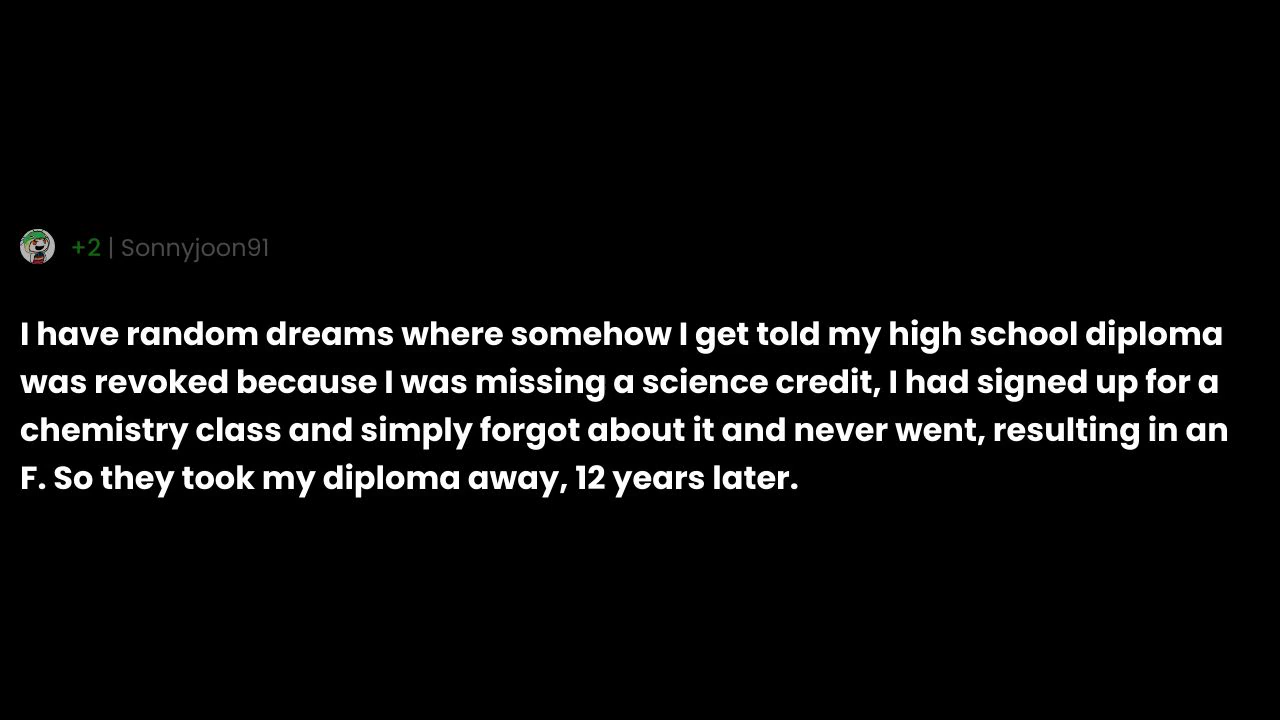 +2 | Sonnyjoon91
I have random dreams where somehow I get told my high school diploma
was revoked because I was missing a science credit, I had signed up for a
chemistry class and simply forgot about it and never went, resulting in an
F. So they took my diploma away, 12 years later.